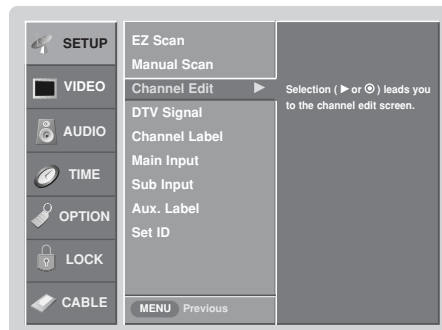 SETUP
VIDEO
AUDIO
TIME
OPTION
LOCK
CABLE
EZ Scan
Manual Scan
Channel Edit ▶
DTV Signal
Channel Label
Main Input
Sub Input
Aux. Label
Set ID
MENU Previous
Selection ( ▶ or ⊙ ) leads you
to the channel edit screen.